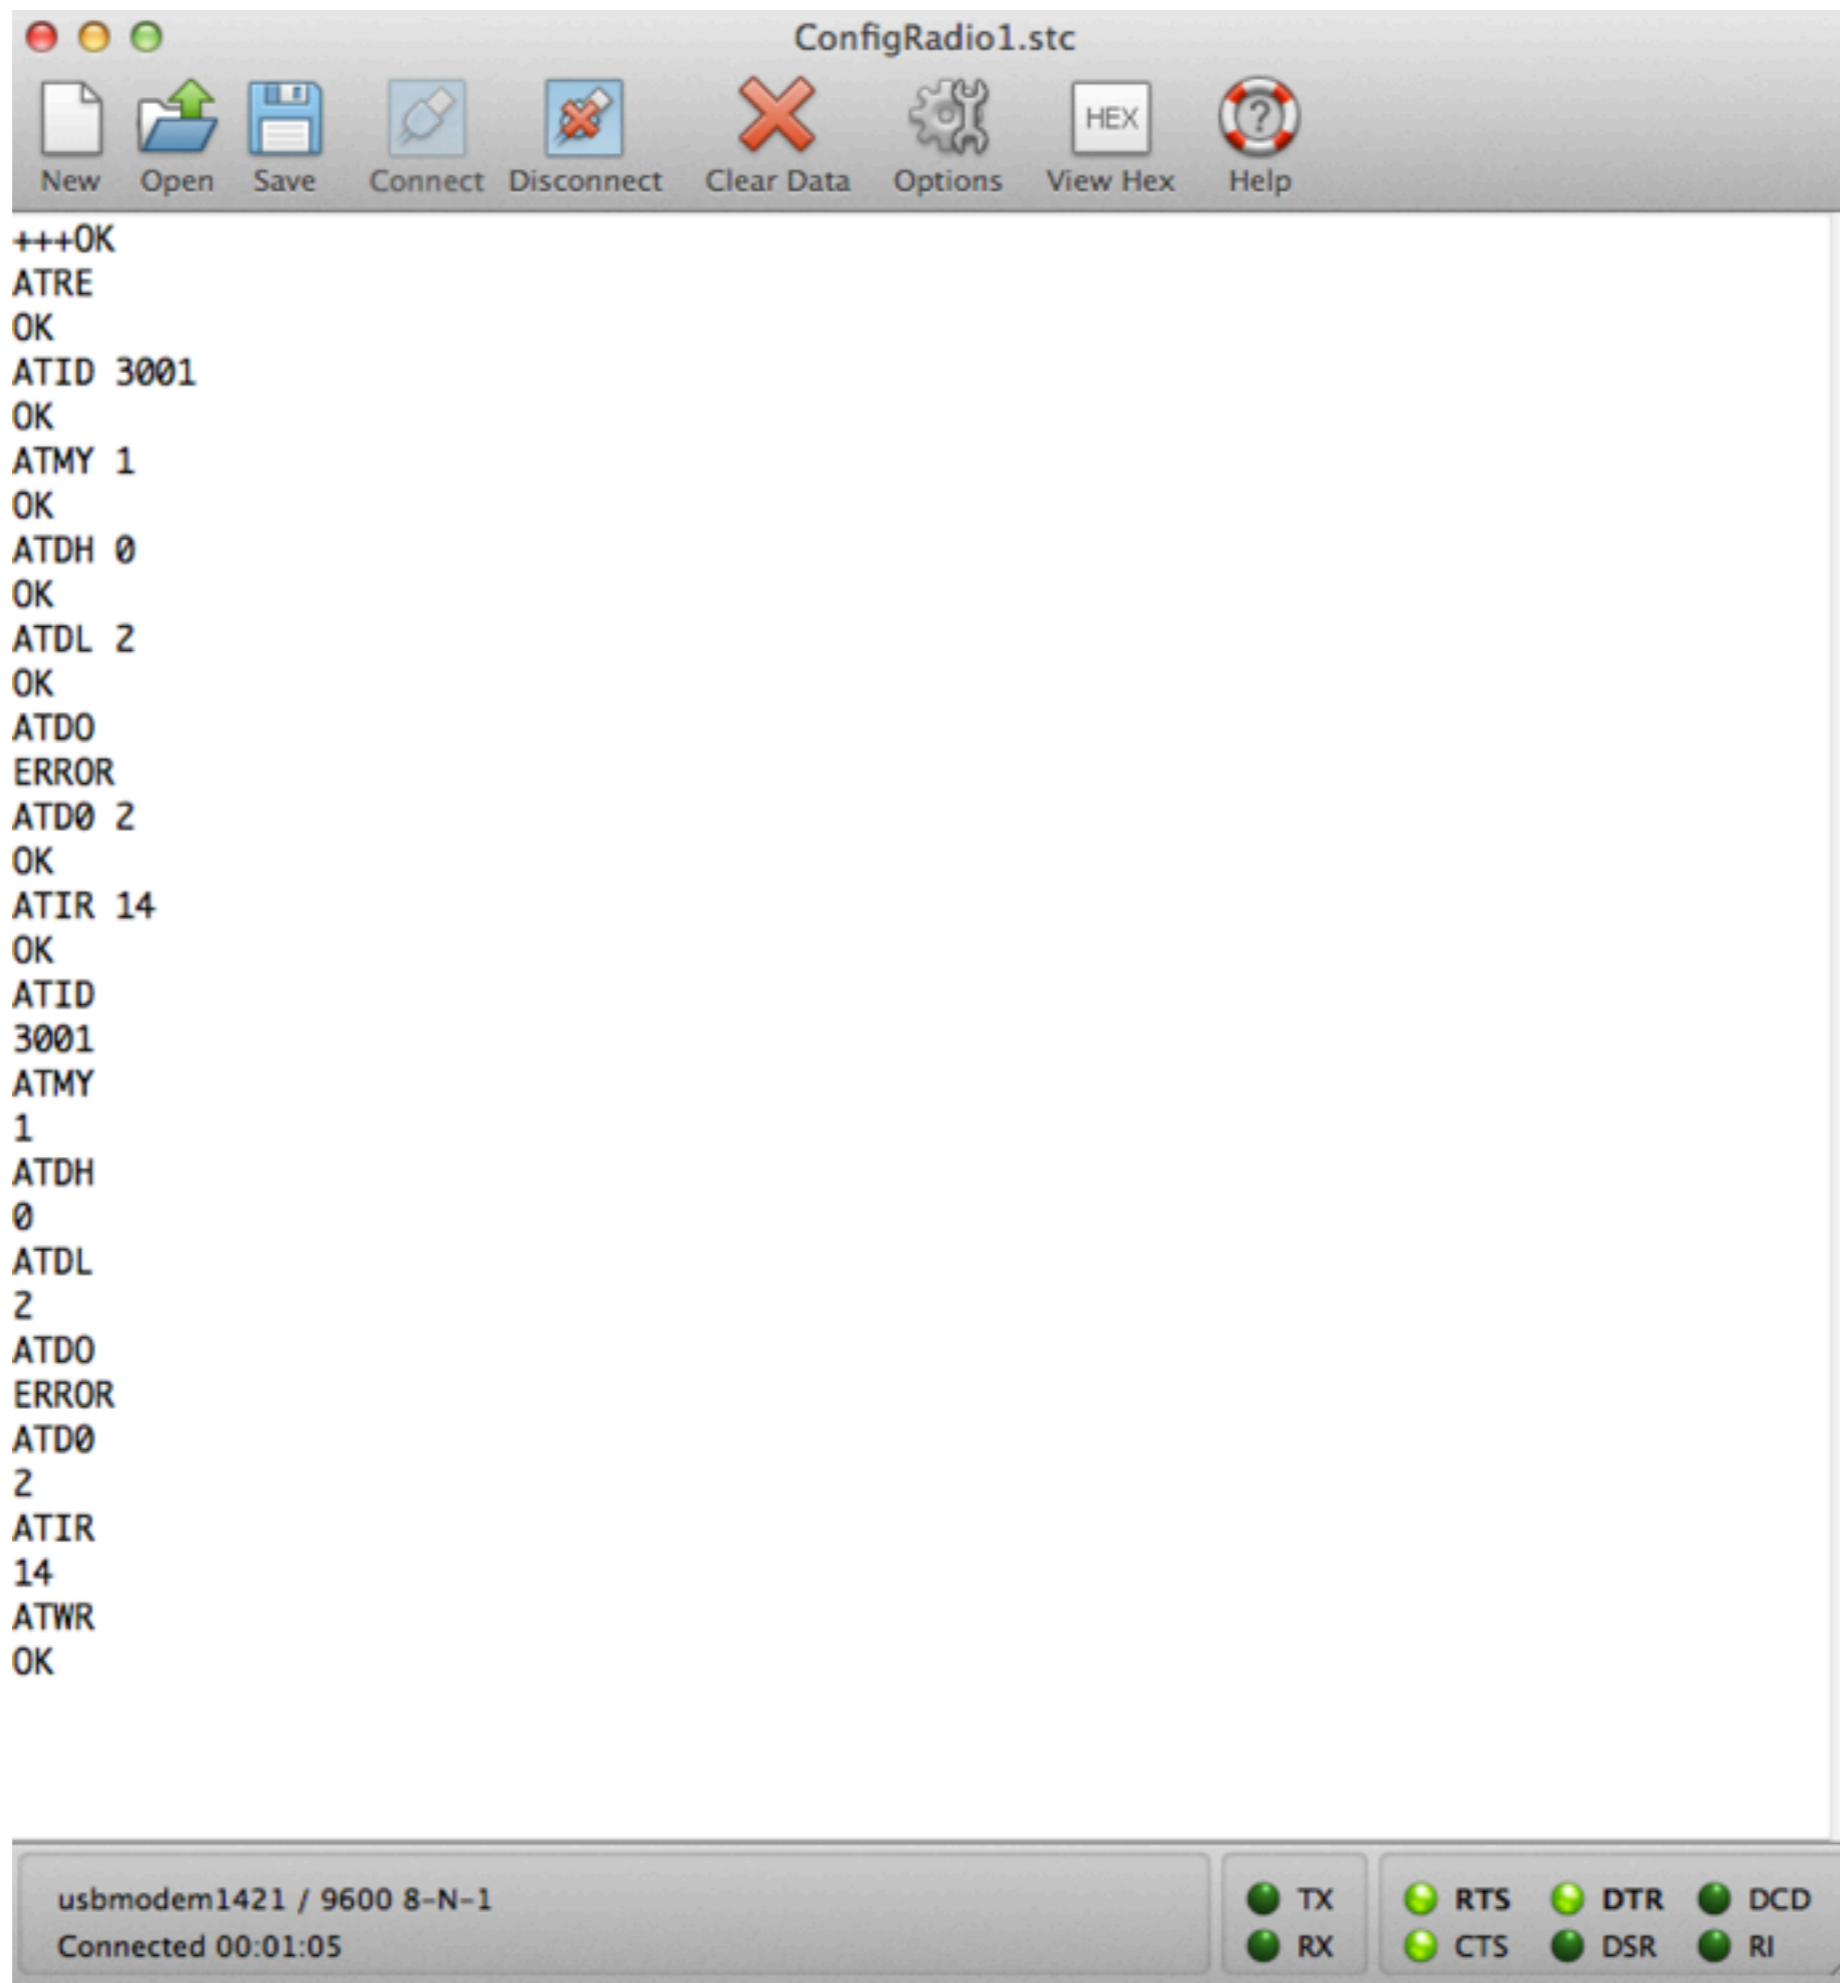 ConfigRadio1.stc
HEX
New Open Save Connect Disconnect Clear Data Options View Hex Help
+++OK
ATRE
OK
ATID 3001
OK
ATMY 1
OK
ATDH 0
OK
ATDL 2
OK
ATDO
ERROR
ATD0 2
OK
ATIR 14
OK
ATID
3001
ATMY
1
ATDH
0
ATDL
2
ATDO
ERROR
ATD0
2
ATIR
14
ATWR
OK
usbmodem1421 / 9600 8-N-1
Connected 00:01:05
TX RTS DTR DCD
RX CTS DSR RI